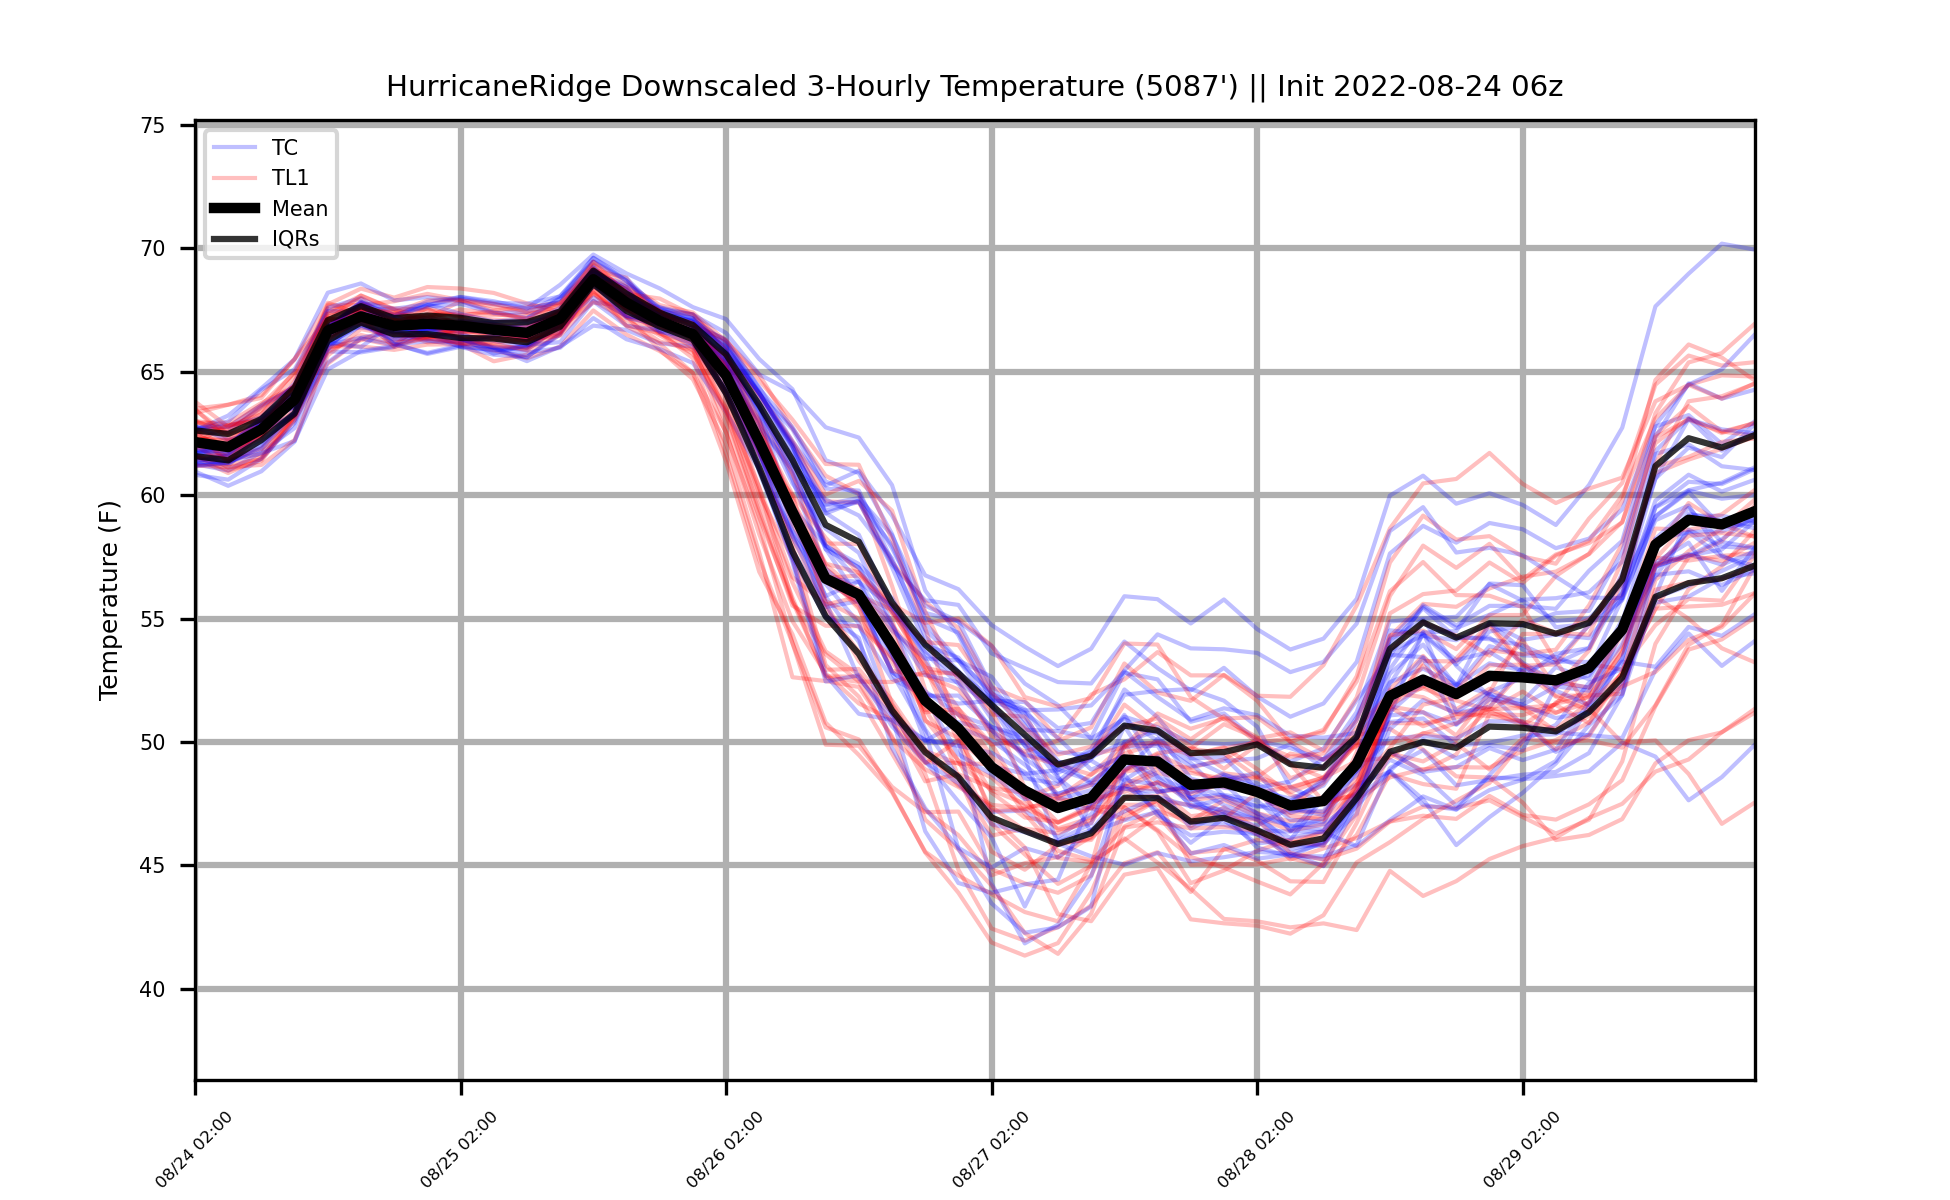 HurricaneRidge Downscaled 3-Hourly Temperature (5087') || Init 2022-08-24 06z
75
70
65
60
55
50
45
40
Temperature (F)
TC
TL1
Mean
IQRs
08/24 02:00
08/25 02:00
08/26 02:00
08/27 02:00
08/28 02:00
08/29 02:00